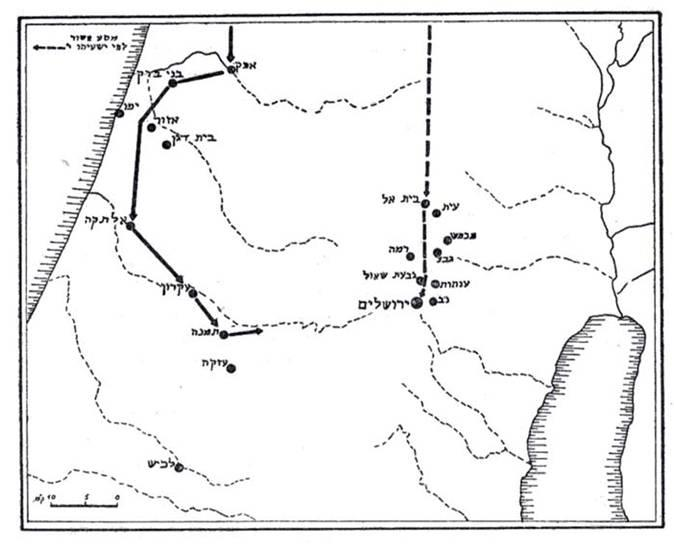 מסע אשור
לפי ישעיהו י'
אפק
בני ברק
יפו
אזור
בית דגן
בית אל
עית
אלתקה
מכמש
רמה
גבע
גבעת שאול
ענתות
עקרון
ירושלים
נב
תמנה
עזקה
לכיש
ק"מ 10 5 0